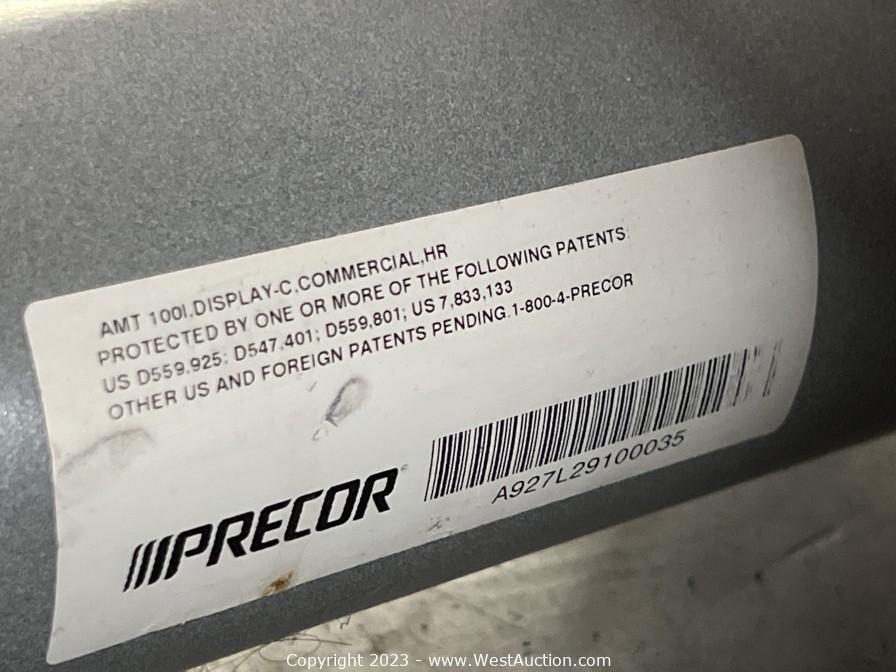 AMT 100I,DISPLAY-C,COMMERCIAL,HR
PROTECTED BY ONE OR MORE OF THE FOLLOWING PATENTS:
US D559,925; D547,401; D559,801; US 7,833,133
OTHER US AND FOREIGN PATENTS PENDING.1-800-4-PRECOR
PRECOR
A927L29100035
Copyright 2023 - www.WestAuction.com